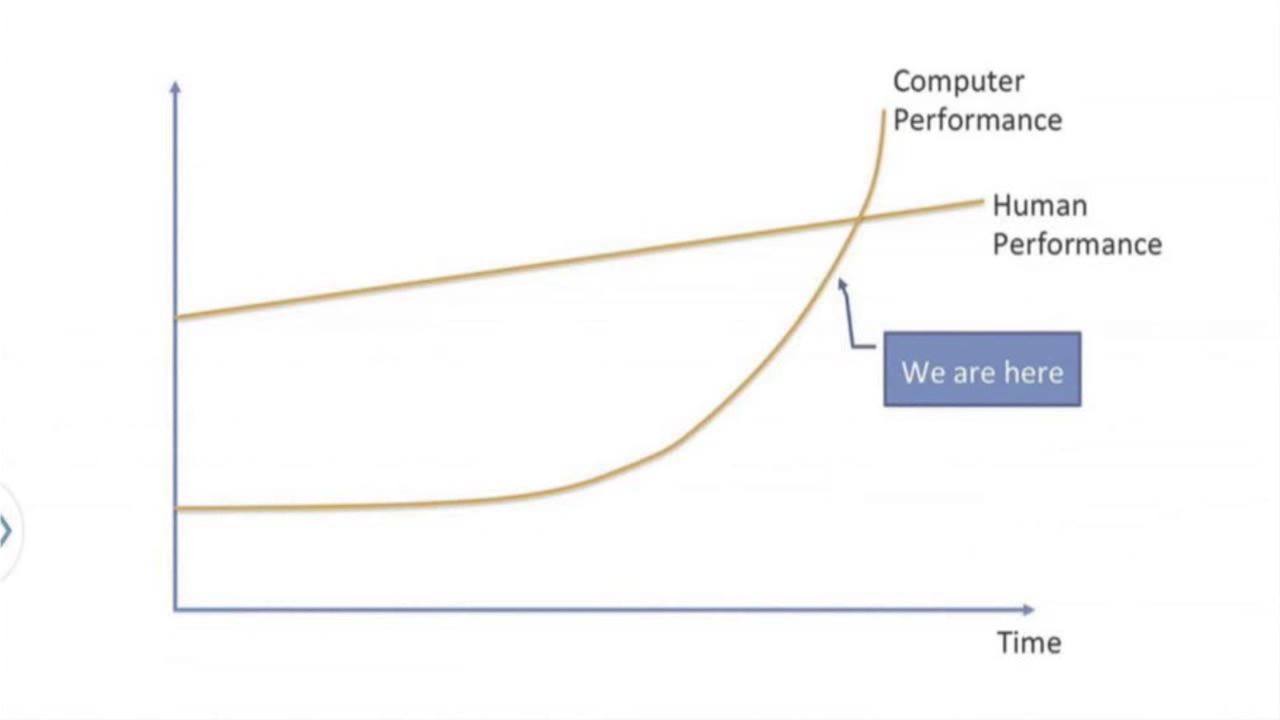 Computer
Performance
Human
Performance
We are here
Time